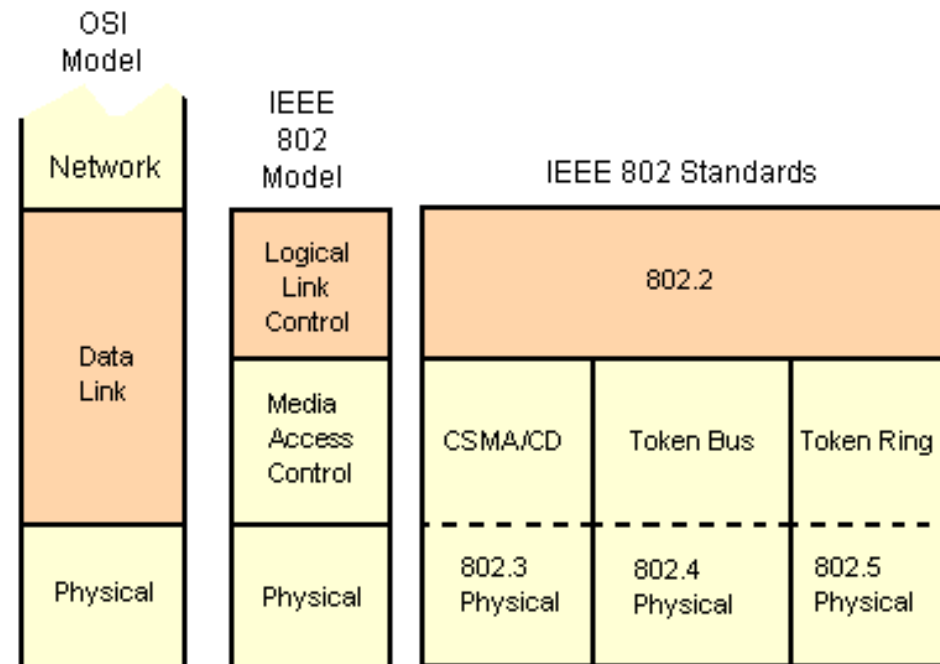 OSI
Model
Network
Data
Link
Physical
IEEE
802
Model
Logical
Link
Control
Media
Access
Control
Physical
IEEE 802 Standards
802.2
CSMA/CD
Token Bus
Token Ring
802.3
Physical
802.4
Physical
802.5
Physical